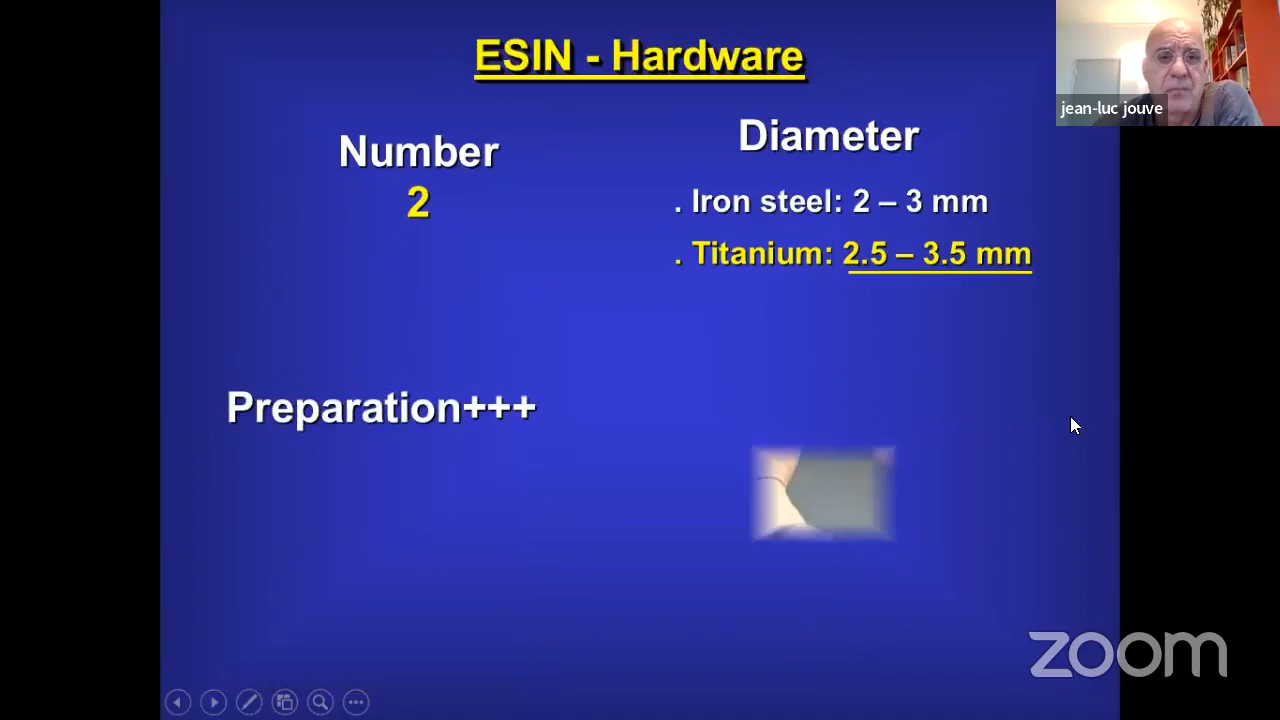 ESIN - Hardware
jean-luc jouve
Number
2
Diameter
. Iron steel: 2 – 3 mm
. Titanium: 2.5 – 3.5 mm
Preparation+++
zoom